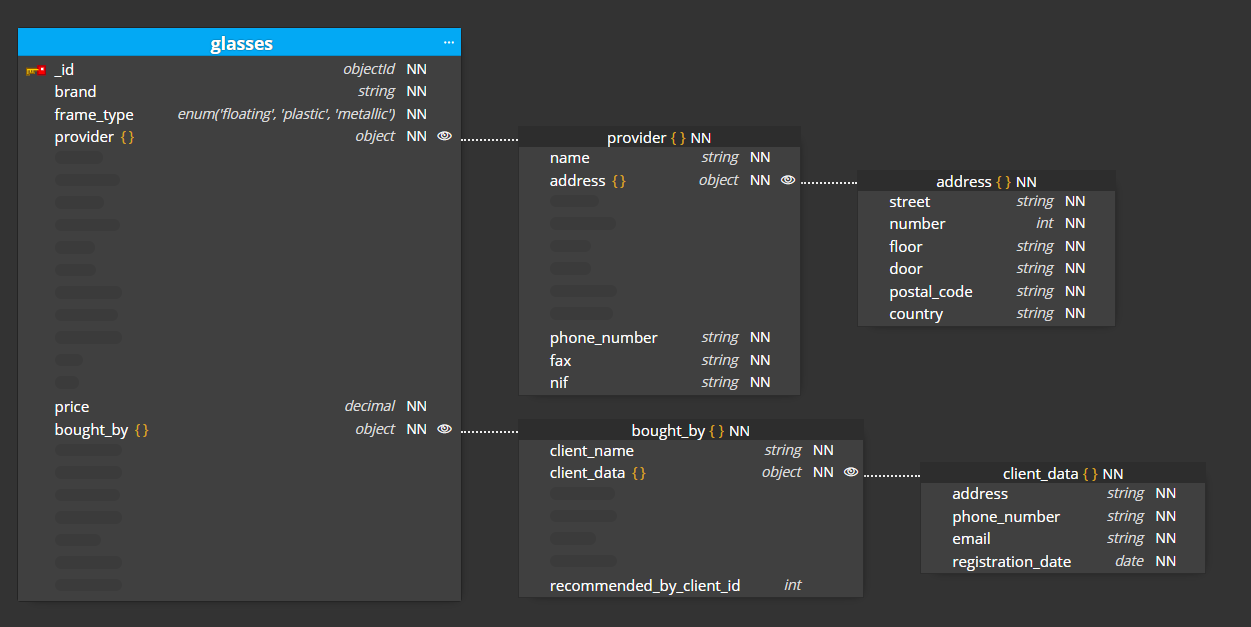 glasses ...
_id objectId NN
brand string NN
frame_type enum('floating', 'plastic', 'metallic') NN
provider {} object NN
price decimal NN
bought_by {} object NN
provider {} NN
name string NN
address {} object NN
phone_number string NN
fax string NN
nif string NN
address {} NN
street string NN
number int NN
floor string NN
door string NN
postal_code string NN
country string NN
bought_by {} NN
client_name string NN
client_data {} object NN
recommended_by_client_id int
client_data {} NN
address string NN
phone_number string NN
email string NN
registration_date date NN